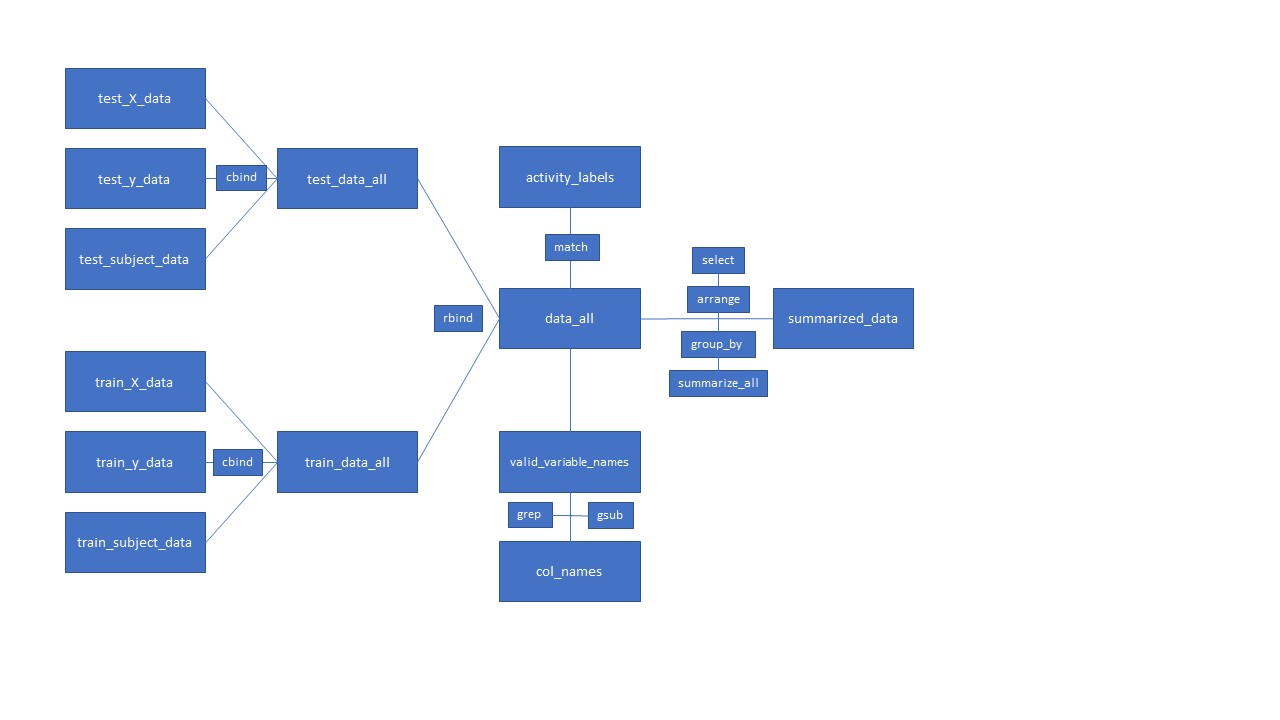 test_X_data
test_y_data
cbind
test_data_all
test_subject_data
activity_labels
match
select
arrange
rbind
data_all
summarized_data
group_by
summarize_all
train_X_data
train_y_data
cbind
train_data_all
train_subject_data
valid_variable_names
grep
gsub
col_names